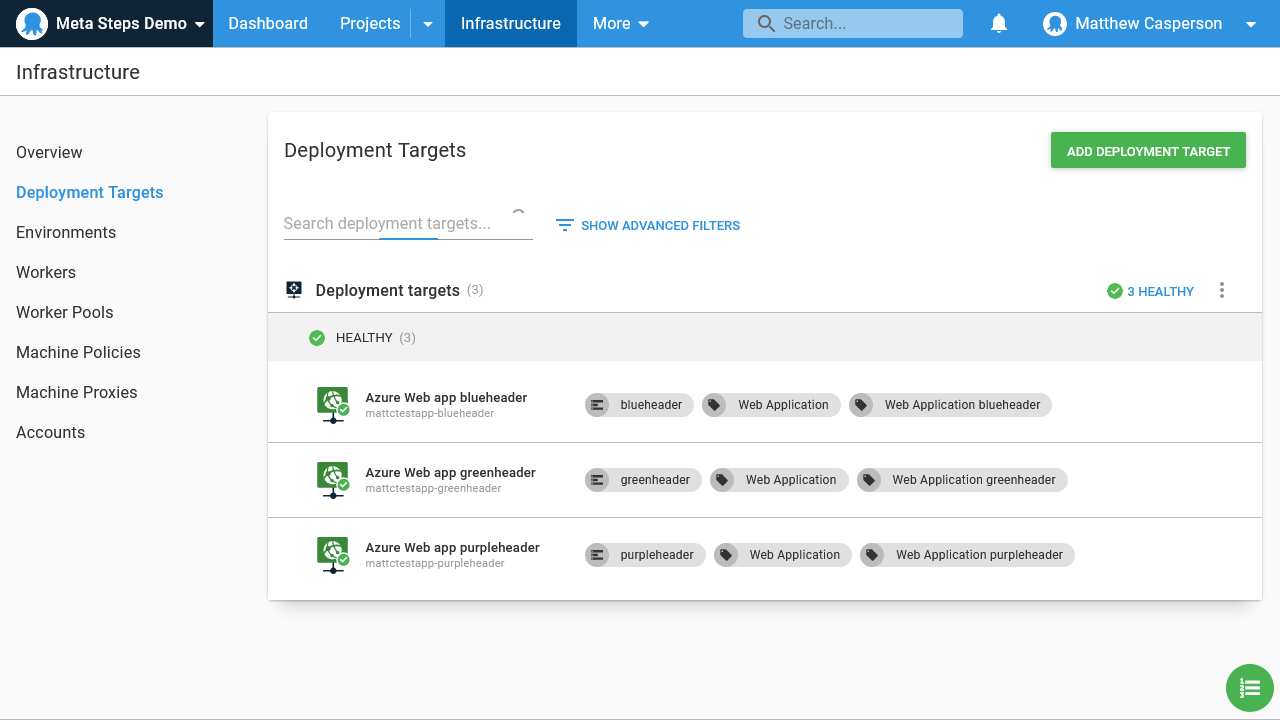 Meta Steps Demo Dashboard Projects Infrastructure More Search... Matthew Casperson
Infrastructure
Overview
Deployment Targets
Environments
Workers
Worker Pools
Machine Policies
Machine Proxies
Accounts
Deployment Targets ADD DEPLOYMENT TARGET
Search deployment targets... SHOW ADVANCED FILTERS
Deployment targets (3) 3 HEALTHY
HEALTHY (3)
Azure Web app blueheader
mattctestapp-blueheader
blueheader Web Application Web Application blueheader
Azure Web app greenheader
mattctestapp-greenheader
greenheader Web Application Web Application greenheader
Azure Web app purpleheader
mattctestapp-purpleheader
purpleheader Web Application Web Application purpleheader